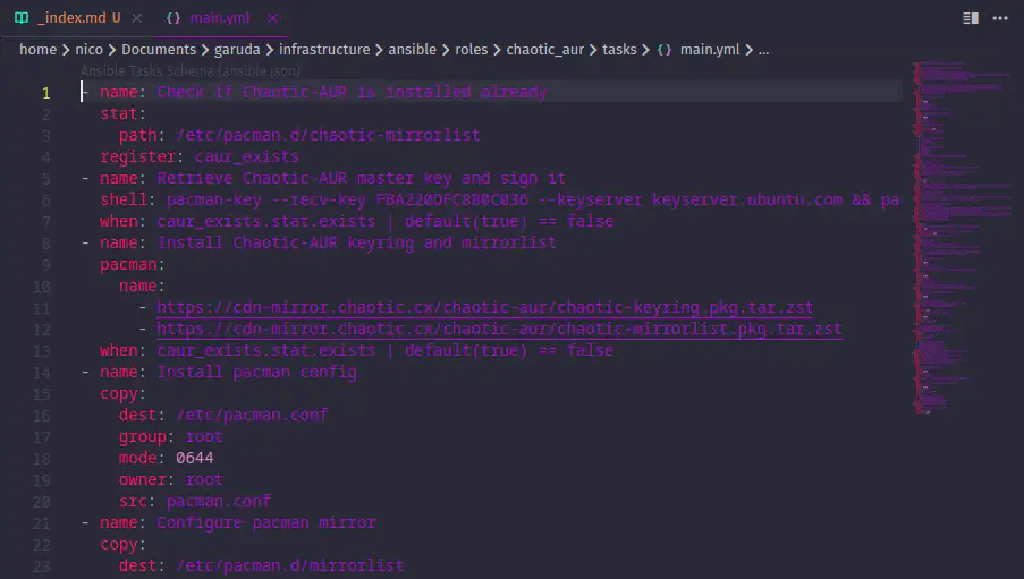 _index.md U
main.yml
home > nico > Documents > garuda > infrastructure > ansible > roles > chaotic_aur > tasks > {} main.yml > ...
Ansible Tasks Schema (ansible.json)
1 - name: Check if Chaotic-AUR is installed already
2 stat:
3 path: /etc/pacman.d/chaotic-mirrorlist
4 register: caur_exists
5 - name: Retrieve Chaotic-AUR master key and sign it
6 shell: pacman-key --recv-key FBA220DFC880C036 --keyserver keyserver.ubuntu.com && pa
7 when: caur_exists.stat.exists | default(true) == false
8 - name: Install Chaotic-AUR keyring and mirrorlist
9 pacman:
10 name:
11 - https://cdn-mirror.chaotic.cx/chaotic-aur/chaotic-keyring.pkg.tar.zst
12 - https://cdn-mirror.chaotic.cx/chaotic-aur/chaotic-mirrorlist.pkg.tar.zst
13 when: caur_exists.stat.exists | default(true) == false
14 - name: Install pacman config
15 copy:
16 dest: /etc/pacman.conf
17 group: root
18 mode: 0644
19 owner: root
20 src: pacman.conf
21 - name: Configure pacman mirror
22 copy:
23 dest: /etc/pacman.d/mirrorlist